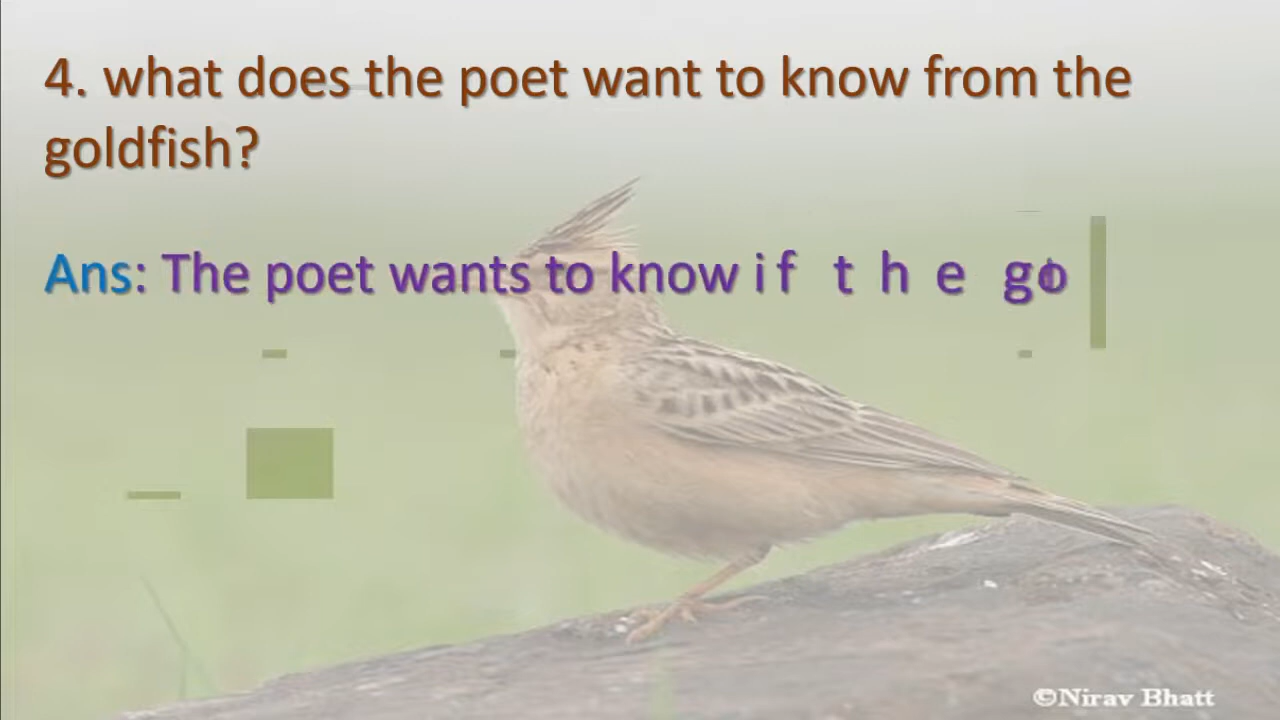 4. what does the poet want to know from the
goldfish?
Ans: The poet wants to know if the go
©Nirav Bhatt